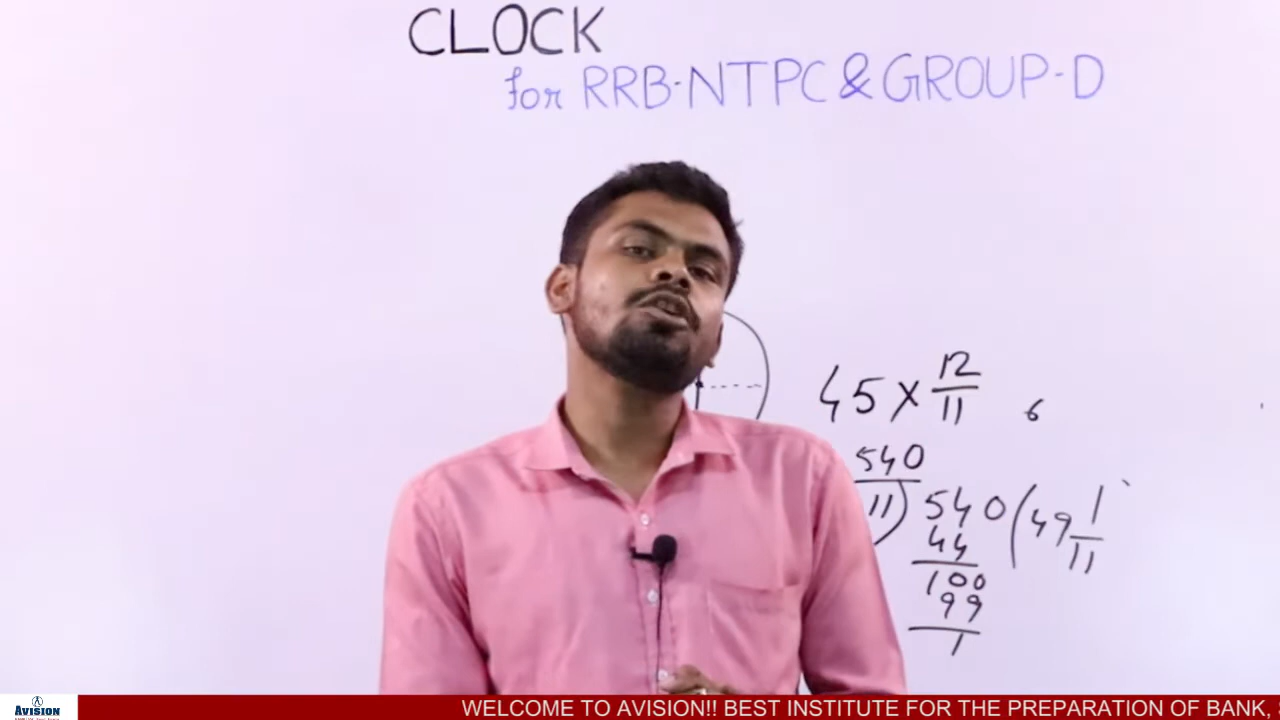 CLOCK
for RRB-NTPC & GROUP-D
45 × 12/11
6
540
11) 540 (49 1/11
44
100
99
1
AVISION
WELCOME TO AVISION!! BEST INSTITUTE FOR THE PREPARATION OF BANK,